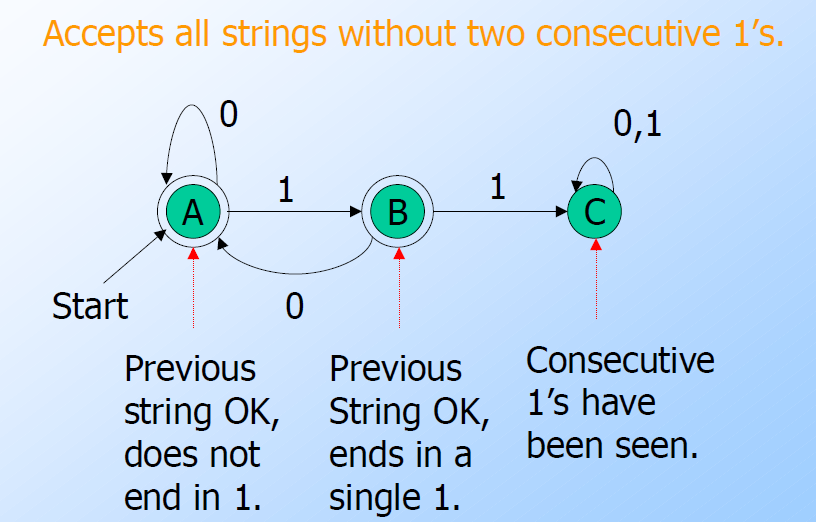 Accepts all strings without two consecutive 1’s.
0
0,1
1
1
A
B
C
Start
0
Previous
string OK,
does not
end in 1.
Previous
String OK,
ends in a
single 1.
Consecutive
1’s have
been seen.